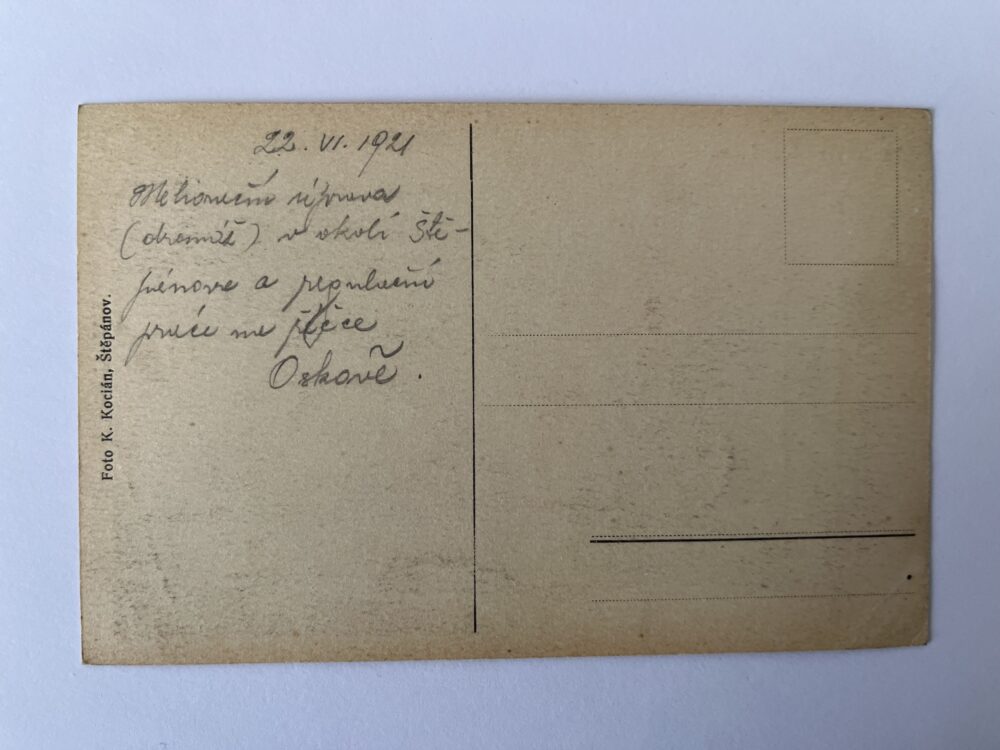 22. VI. 1921
Meliorační úprava
(drenáž) v okolí Ště-
pánova a regulační
práce na říčce
Oskavě.
Foto K. Kocián, Štěpánov.